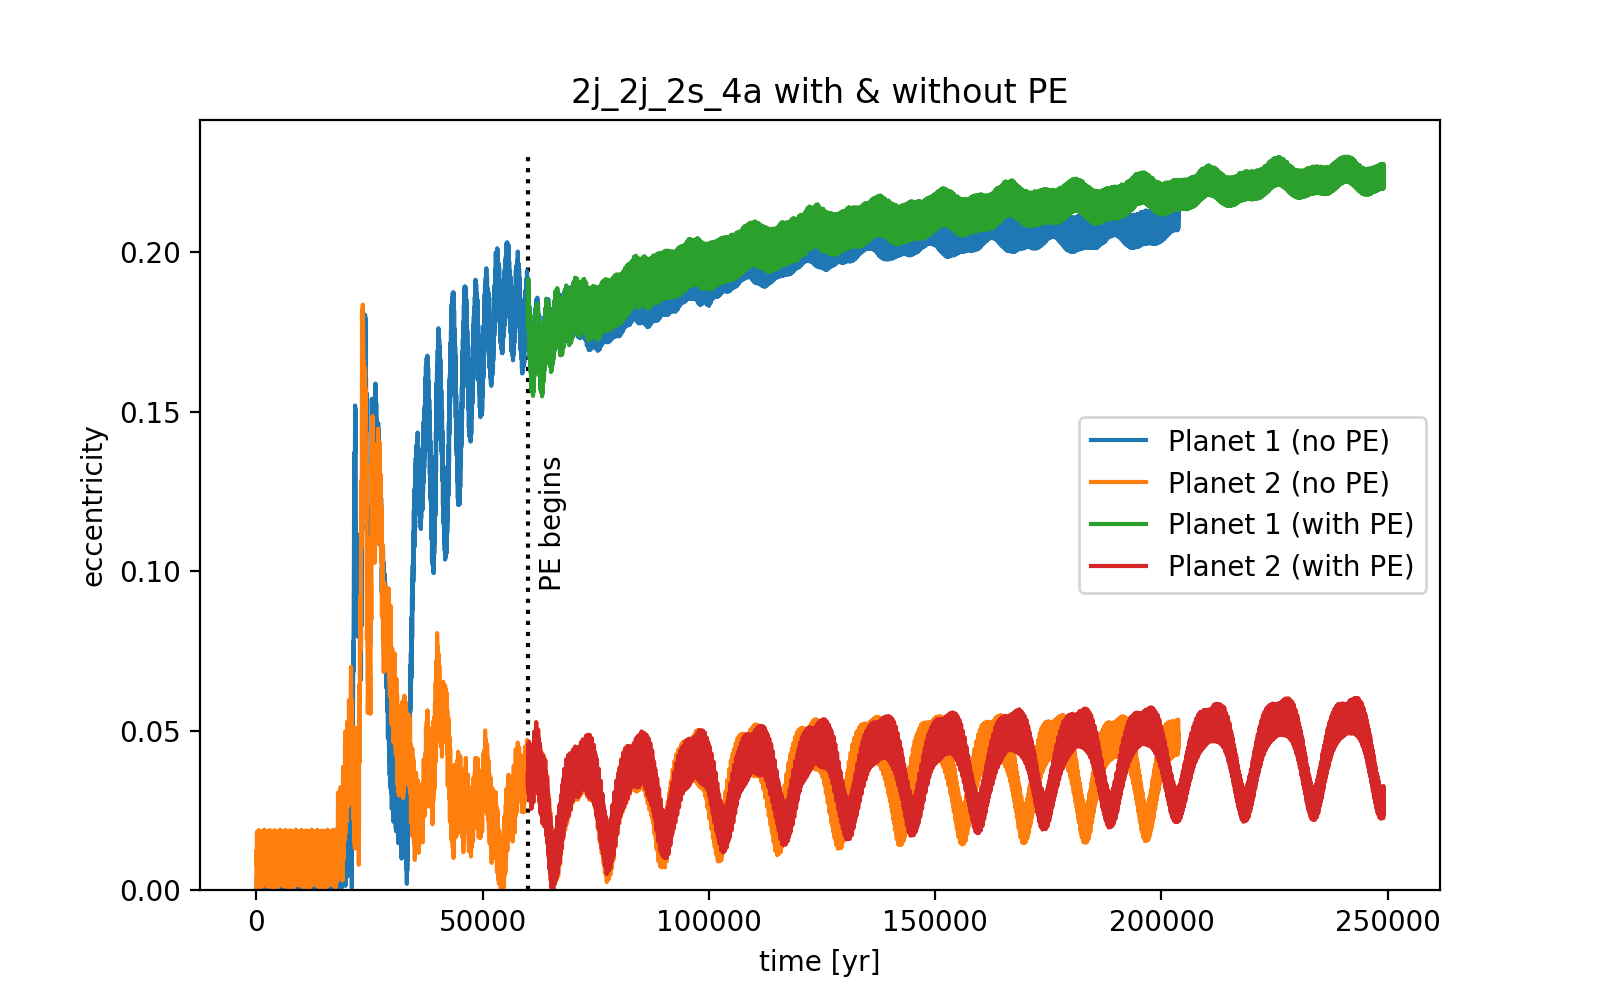 2j_2j_2s_4a with & without PE
eccentricity
0.20
0.15
0.10
0.05
0.00
PE begins
Planet 1 (no PE)
Planet 2 (no PE)
Planet 1 (with PE)
Planet 2 (with PE)
0
50000
100000
150000
200000
250000
time [yr]